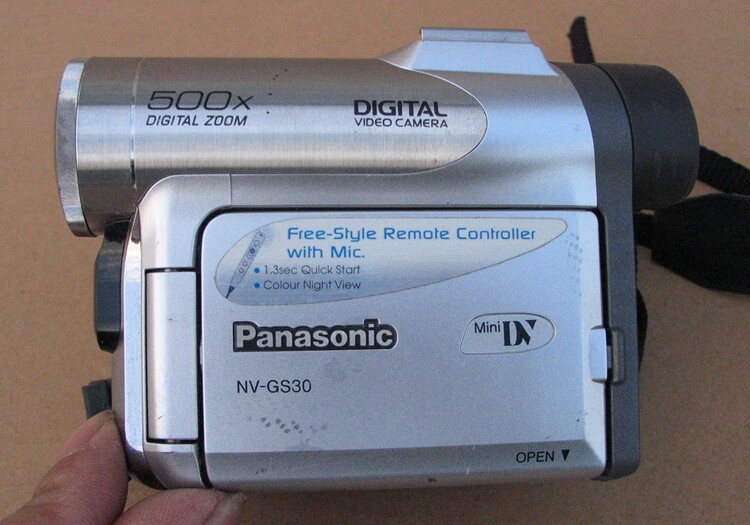 500x
DIGITAL ZOOM
DIGITAL
VIDEO CAMERA
Free-Style Remote Controller
with Mic.
• 1.3sec Quick Start
• Colour Night View
Panasonic
Mini DV
NV-GS30
OPEN ▼